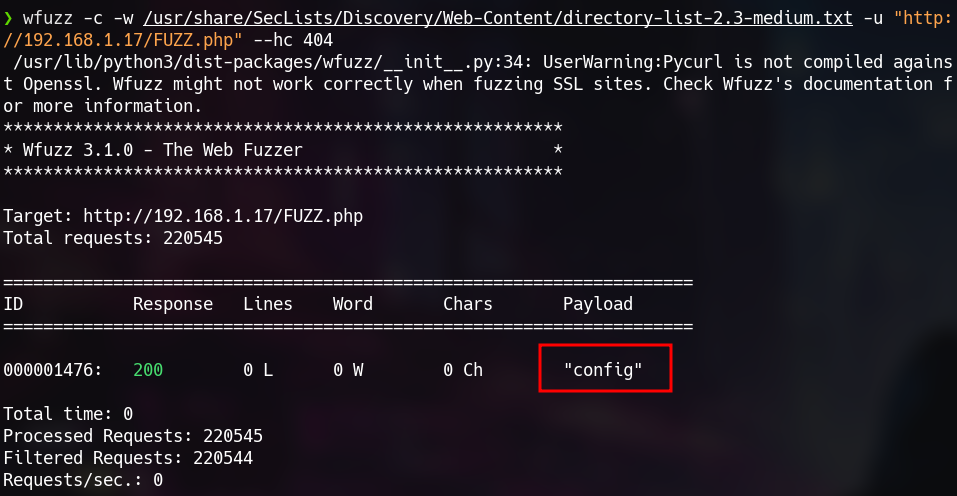 ❯ wfuzz -c -w /usr/share/SecLists/Discovery/Web-Content/directory-list-2.3-medium.txt -u "http:
//192.168.1.17/FUZZ.php" --hc 404
/usr/lib/python3/dist-packages/wfuzz/__init__.py:34: UserWarning:Pycurl is not compiled agains
t Openssl. Wfuzz might not work correctly when fuzzing SSL sites. Check Wfuzz's documentation f
or more information.
********************************************************
* Wfuzz 3.1.0 - The Web Fuzzer                         *
********************************************************
Target: http://192.168.1.17/FUZZ.php
Total requests: 220545
=====================================================================
ID           Response   Lines    Word       Chars       Payload
=====================================================================
000001476:   200        0 L      0 W        0 Ch        "config"
Total time: 0
Processed Requests: 220545
Filtered Requests: 220544
Requests/sec.: 0